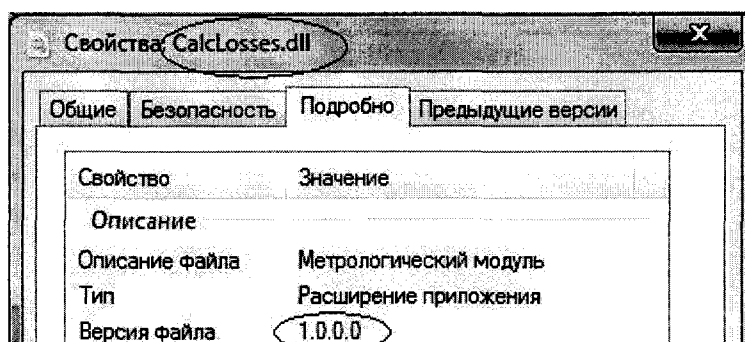 Свойства: CalcLosses.dll
Общие Безопасность Подробно Предыдущие версии
Свойство Значение
Описание
Описание файла Метрологический модуль
Тип Расширение приложения
Версия файла 1.0.0.0